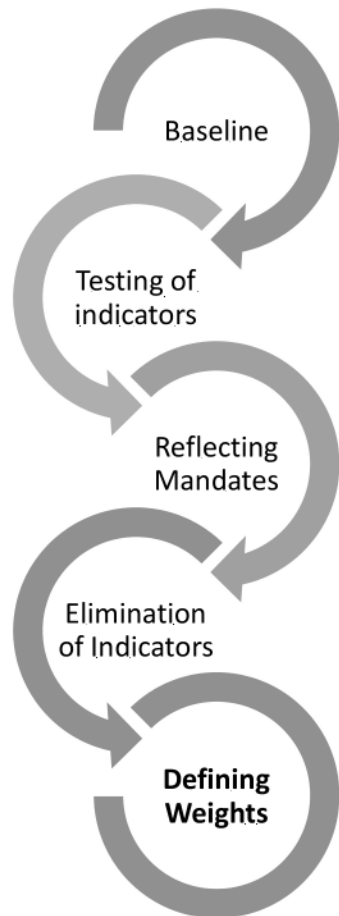 Baseline
Testing of
indicators
Reflecting
Mandates
Elimination
of Indicators
Defining
Weights